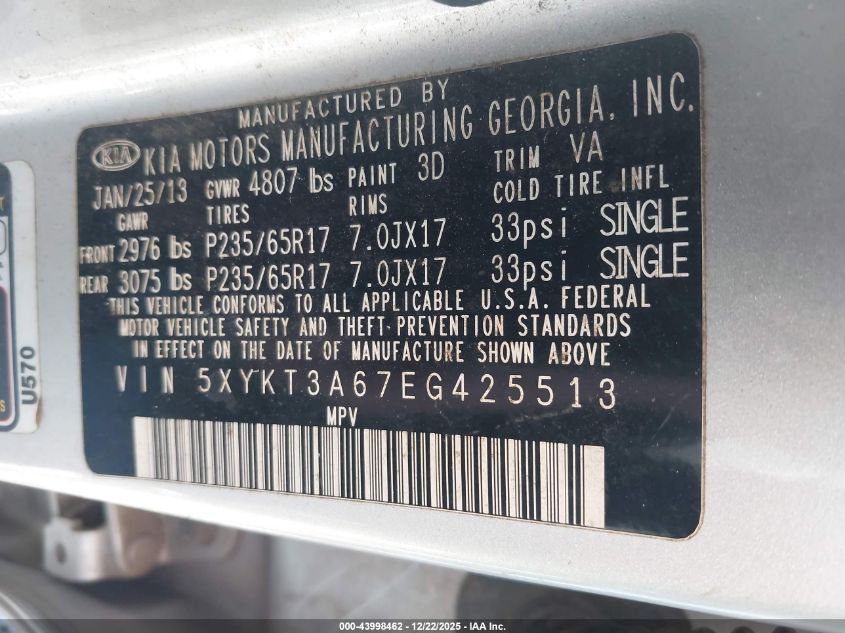 MANUFACTURED BY
KIA KIA MOTORS MANUFACTURING GEORGIA, INC.
JAN/25/13 GVWR 4807 lbs PAINT 3D TRIM VA
GAWR TIRES RIMS COLD TIRE INFL
FRONT 2976 lbs P235/65R17 7.0JX17 33psi SINGLE
REAR 3075 lbs P235/65R17 7.0JX17 33psi SINGLE
THIS VEHICLE CONFORMS TO ALL APPLICABLE U.S.A. FEDERAL
MOTOR VEHICLE SAFETY AND THEFT PREVENTION STANDARDS
IN EFFECT ON THE DATE OF MANUFACTURE SHOWN ABOVE
VIN 5XYKT3A67EG425513
MPV
U570
000-43998462 - 12/22/2025 - IAA Inc.